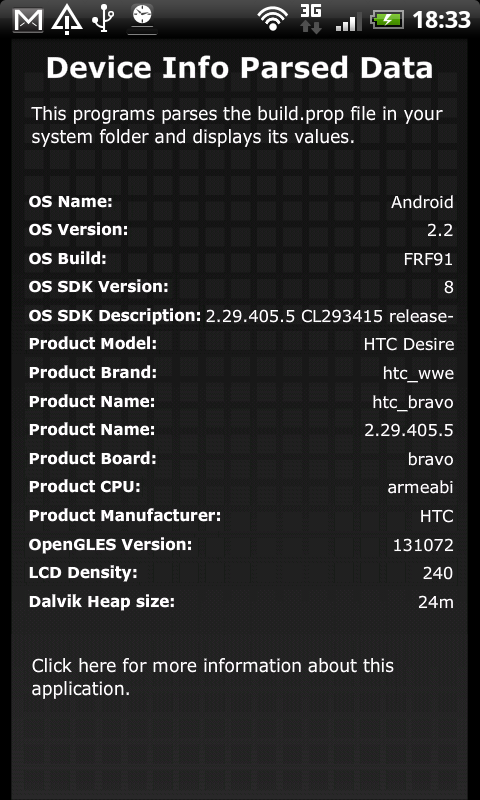 3G 18:33
Device Info Parsed Data
This programs parses the build.prop file in your
system folder and displays its values.
OS Name: Android
OS Version: 2.2
OS Build: FRF91
OS SDK Version: 8
OS SDK Description: 2.29.405.5 CL293415 release-
Product Model: HTC Desire
Product Brand: htc_wwe
Product Name: htc_bravo
Product Name: 2.29.405.5
Product Board: bravo
Product CPU: armeabi
Product Manufacturer: HTC
OpenGLES Version: 131072
LCD Density: 240
Dalvik Heap size: 24m
Click here for more information about this
application.